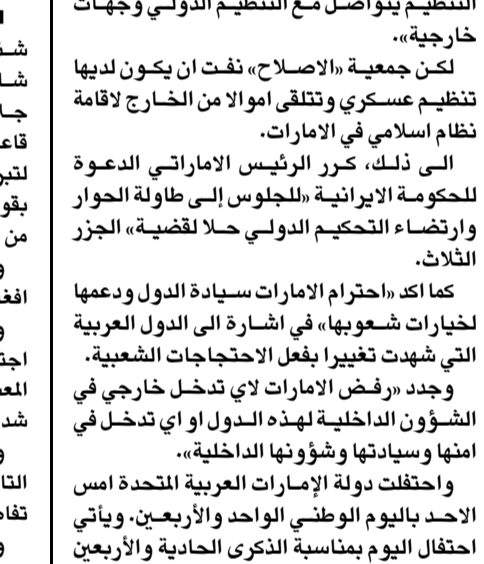 التنظيم يتواصل مع التنظيم الدولي وجهات
خارجية».
لكن جمعية «الاصلاح» نفت ان يكون لديها
تنظيم عسكري وتتلقى اموالا من الخارج لاقامة
نظام اسلامي في الامارات.
الى ذلك، كرر الرئيس الاماراتي الدعوة
للحكومة الايرانية «للجلوس إلى طاولة الحوار
وارتضاء التحكيم الدولي حلا لقضية» الجزر
الثلاث.
كما اكد «احترام الامارات سيادة الدول ودعمها
لخيارات شعوبها» في اشارة الى الدول العربية
التي شهدت تغييرا بفعل الاحتجاجات الشعبية.
وجدد «رفض الامارات لاي تدخل خارجي في
الشؤون الداخلية لهذه الدول او اي تدخل في
امنها وسيادتها وشؤونها الداخلية».
واحتفلت دولة الإمارات العربية المتحدة امس
الاحد باليوم الوطني الواحد والأربعين. ويأتي
احتفال اليوم بمناسبة الذكرى الحادية والأربعين